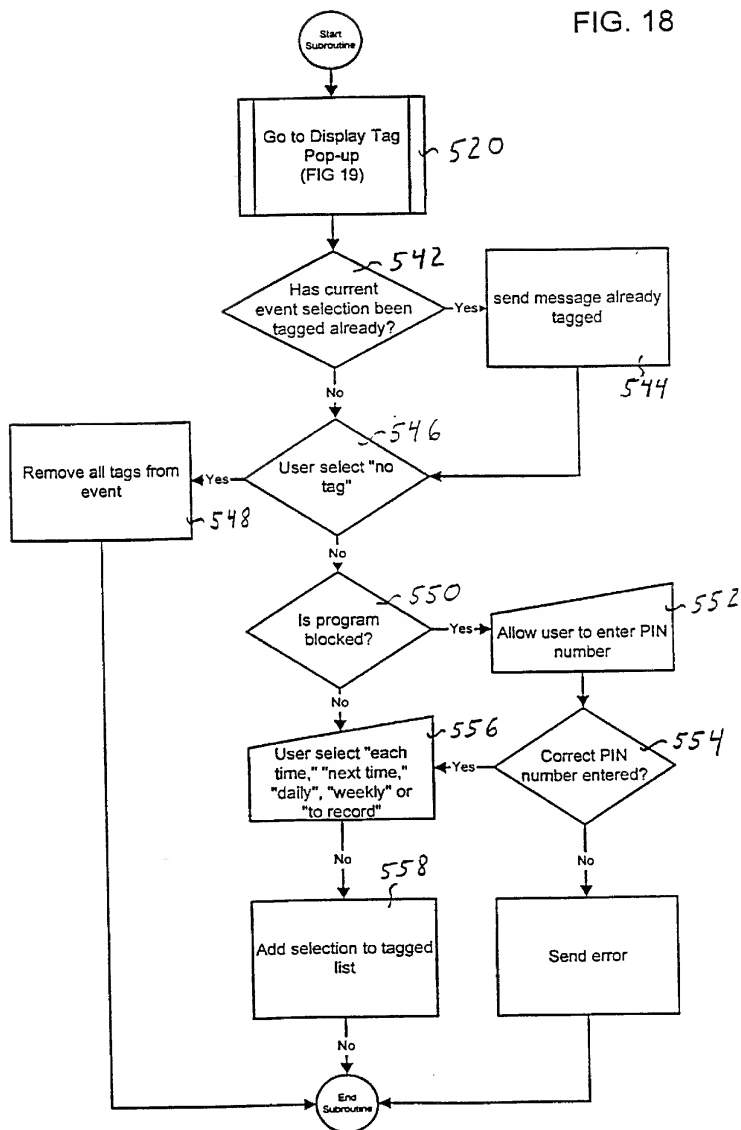 FIG. 18
Start
Subroutine
Go to Display Tag
Pop-up
(FIG 19)
520
542
Has current
event selection been
tagged already?
Yes
send message already
tagged
544
No
546
User select "no
tag"
Yes
Remove all tags from
event
548
No
550
Is program
blocked?
Yes
552
Allow user to enter PIN
number
No
556
User select "each
time," "next time,"
"daily", "weekly" or
"to record"
554
Correct PIN
number entered?
Yes
No
No
558
Add selection to tagged
list
Send error
No
End
Subroutine